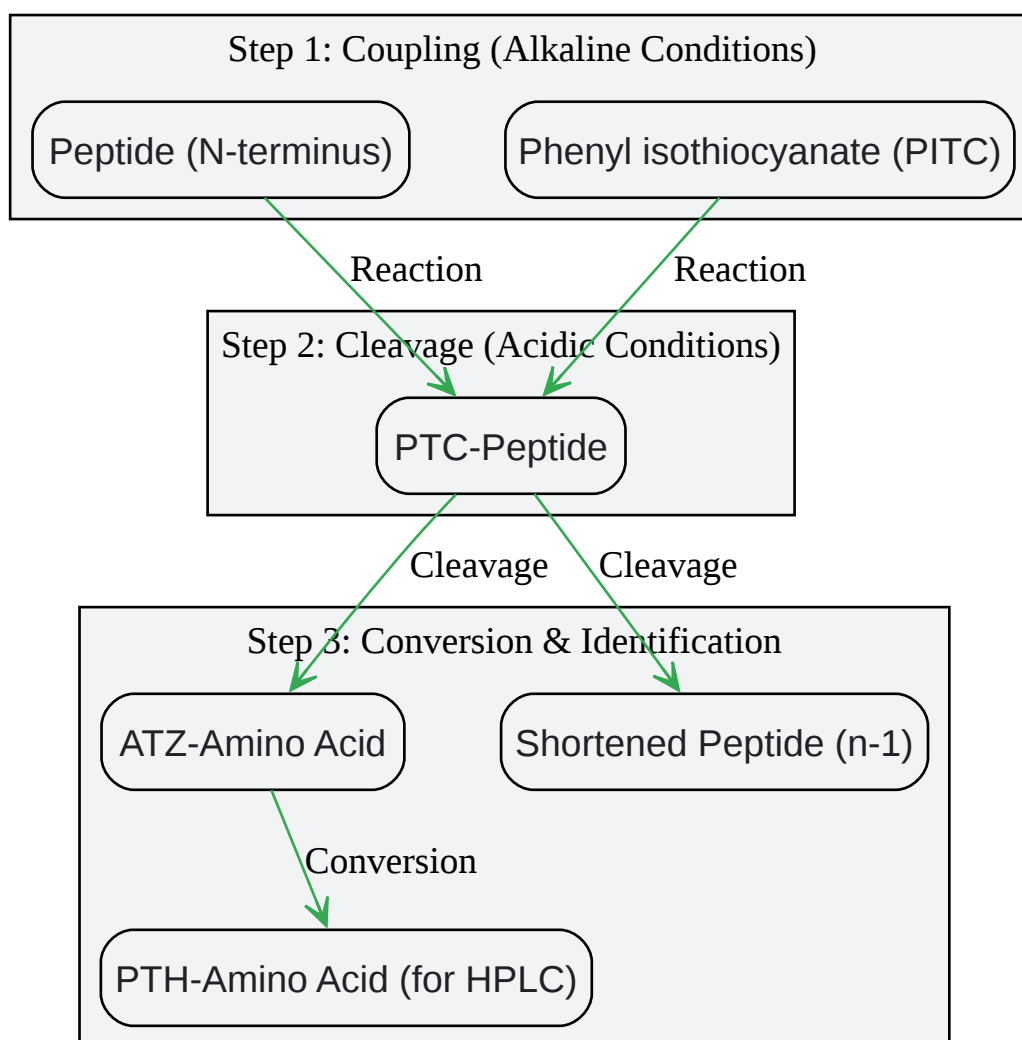 Step 1: Coupling (Alkaline Conditions)
Peptide (N-terminus)
Phenyl isothiocyanate (PITC)
Reaction
Reaction
Step 2: Cleavage (Acidic Conditions)
PTC-Peptide
Cleavage
Cleavage
Step 3: Conversion & Identification
ATZ-Amino Acid
Shortened Peptide (n-1)
Conversion
PTH-Amino Acid (for HPLC)